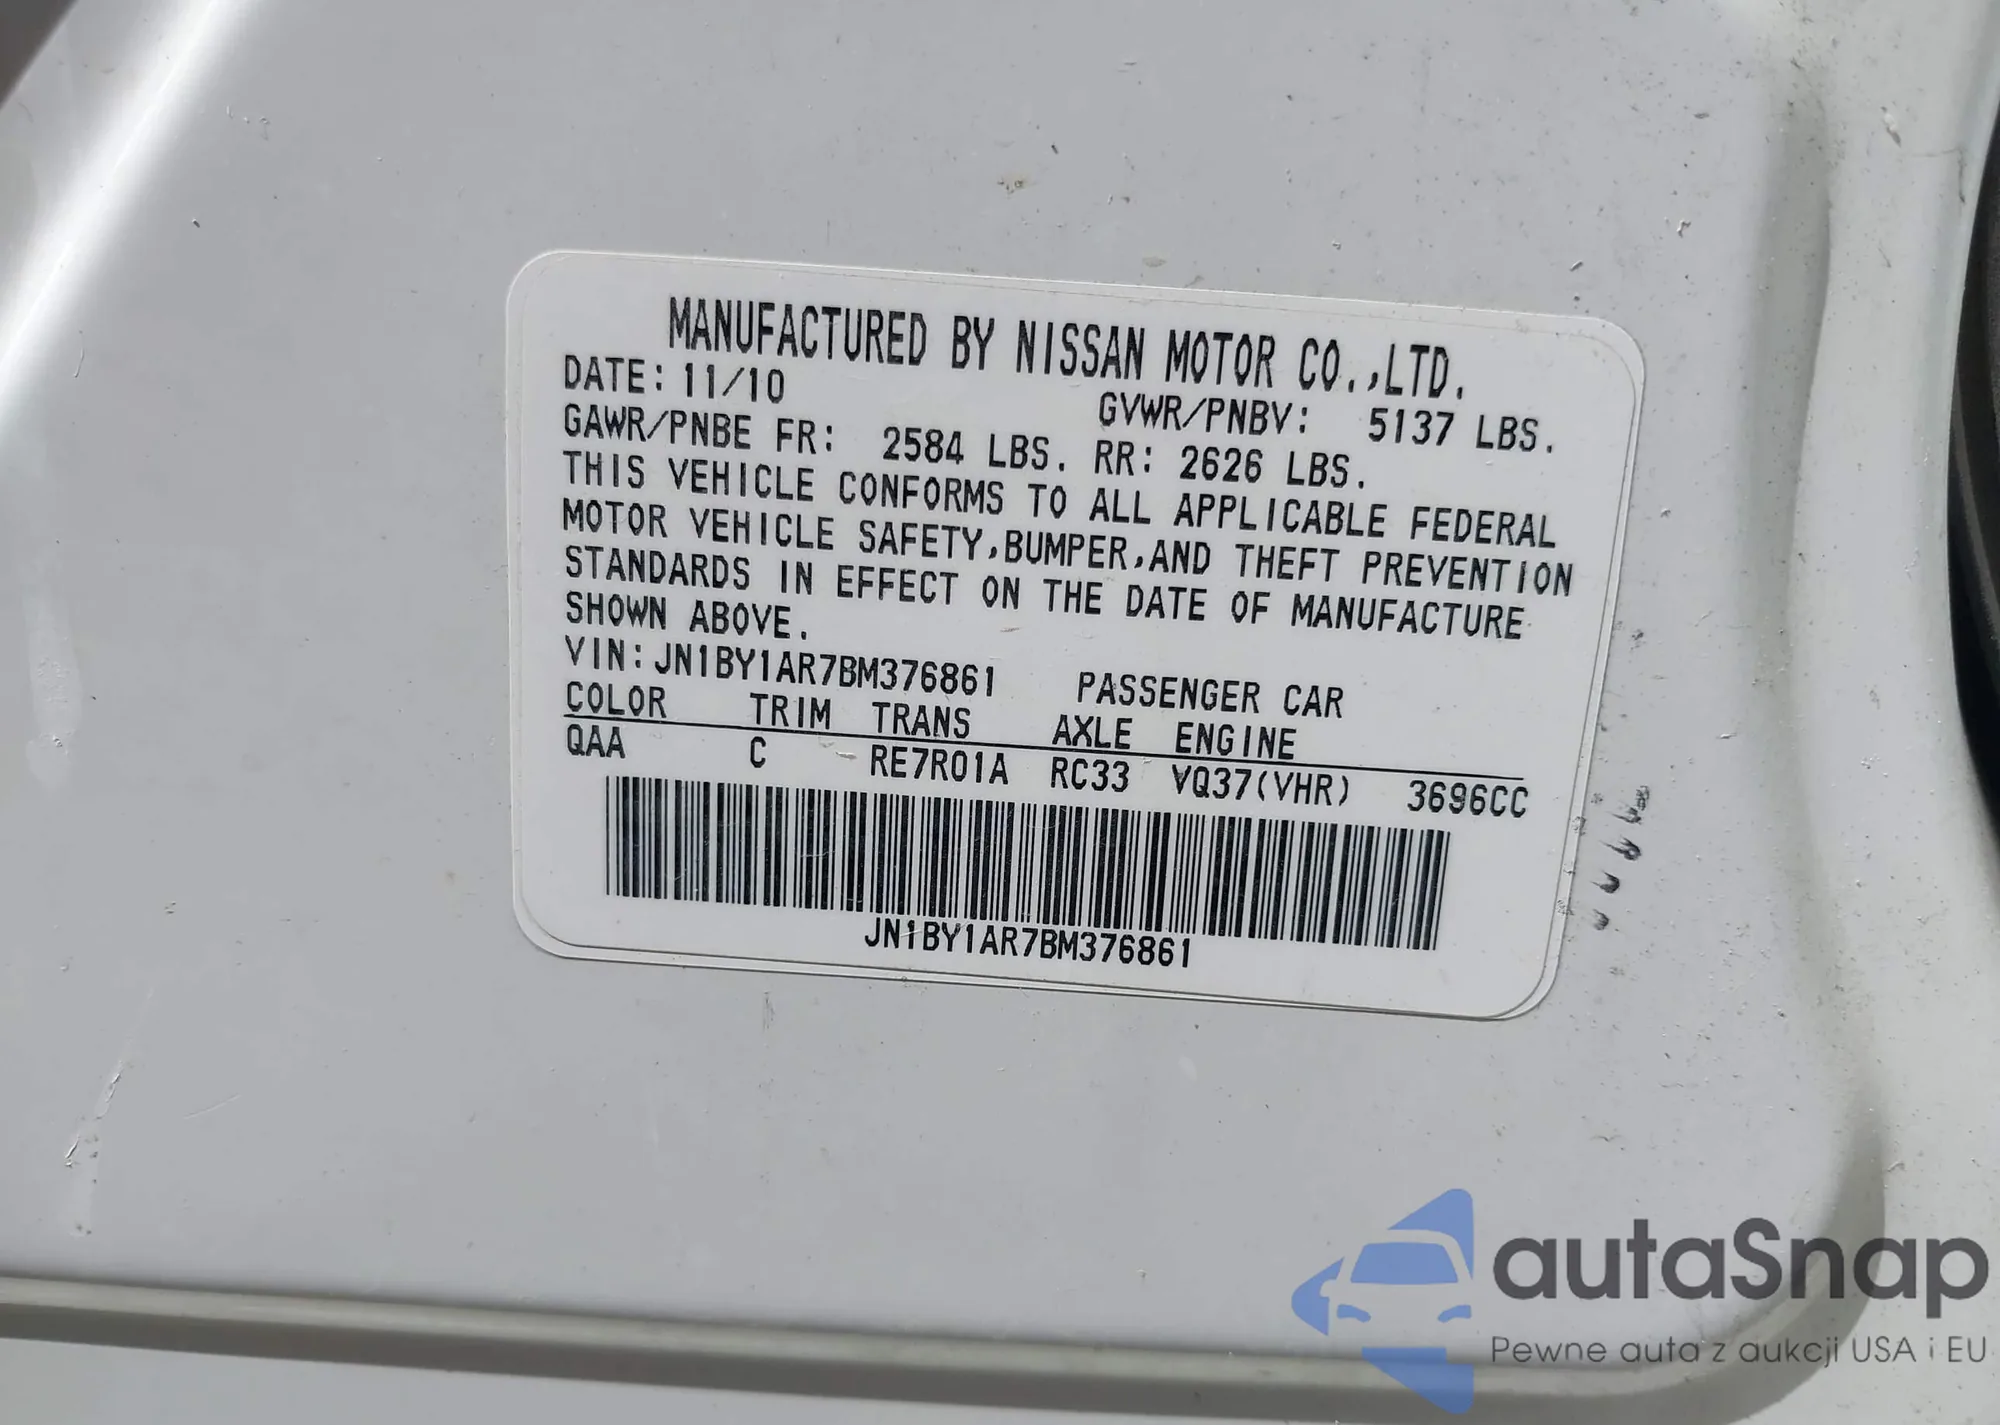 MANUFACTURED BY NISSAN MOTOR CO.,LTD.
DATE: 11/10 GVWR/PNBV: 5137 LBS.
GAWR/PNBE FR: 2584 LBS. RR: 2626 LBS.
THIS VEHICLE CONFORMS TO ALL APPLICABLE FEDERAL
MOTOR VEHICLE SAFETY,BUMPER,AND THEFT PREVENTION
STANDARDS IN EFFECT ON THE DATE OF MANUFACTURE
SHOWN ABOVE.
VIN:JN1BY1AR7BM376861 PASSENGER CAR
COLOR TRIM TRANS AXLE ENGINE
QAA C RE7R01A RC33 VQ37(VHR) 3696CC
JN1BY1AR7BM376861
autaSnap
Pewne auta z aukcji USA i EU